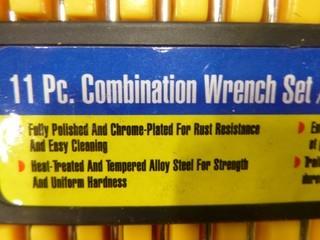 11 Pc. Combination Wrench Set
Fully Polished And Chrome-Plated For Rust Resistance
And Easy Cleaning
Heat-Treated And Tempered Alloy Steel For Strength
And Uniform Hardness